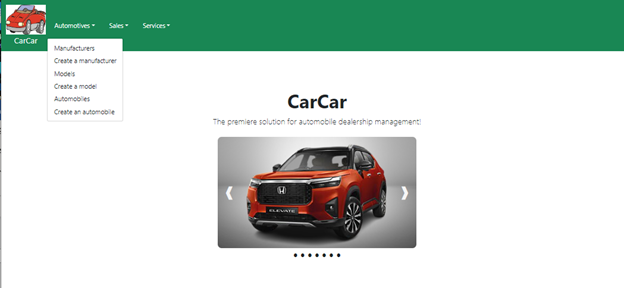 Automotives Sales Services
CarCar
Manufacturers
Create a manufacturer
Models
Create a model
Automobiles
Create an automobile
CarCar
The premiere solution for automobile dealership management!
ELEVATE